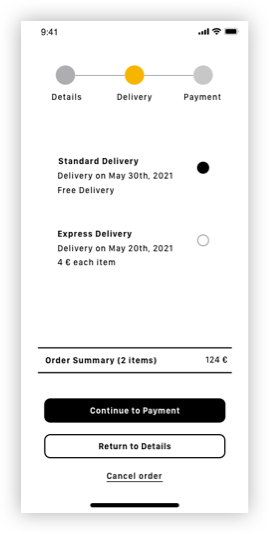 9:41
Details Delivery Payment
Standard Delivery
Delivery on May 30th, 2021
Free Delivery
Express Delivery
Delivery on May 20th, 2021
4 € each item
Order Summary (2 items) 124 €
Continue to Payment
Return to Details
Cancel order